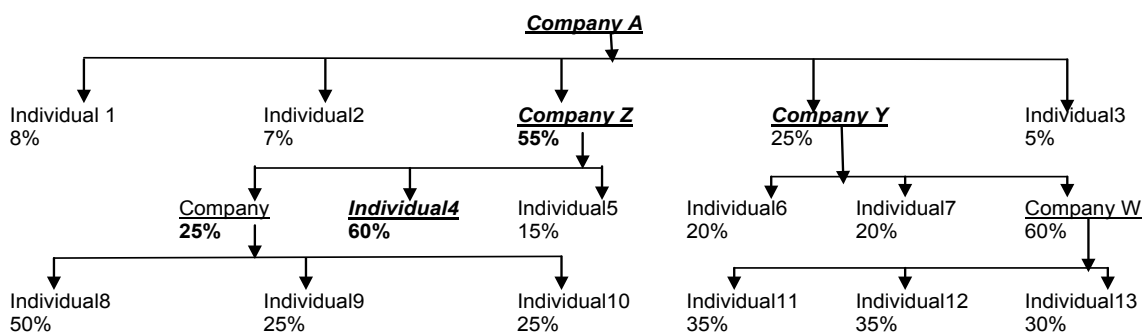 Company A
Individual 1 Individual2 Company Z Company Y Individual3
8% 7% 55% 25% 5%
Company Individual4 Individual5 Individual6 Individual7 Company W
25% 60% 15% 20% 20% 60%
Individual8 Individual9 Individual10 Individual11 Individual12 Individual13
50% 25% 25% 35% 35% 30%